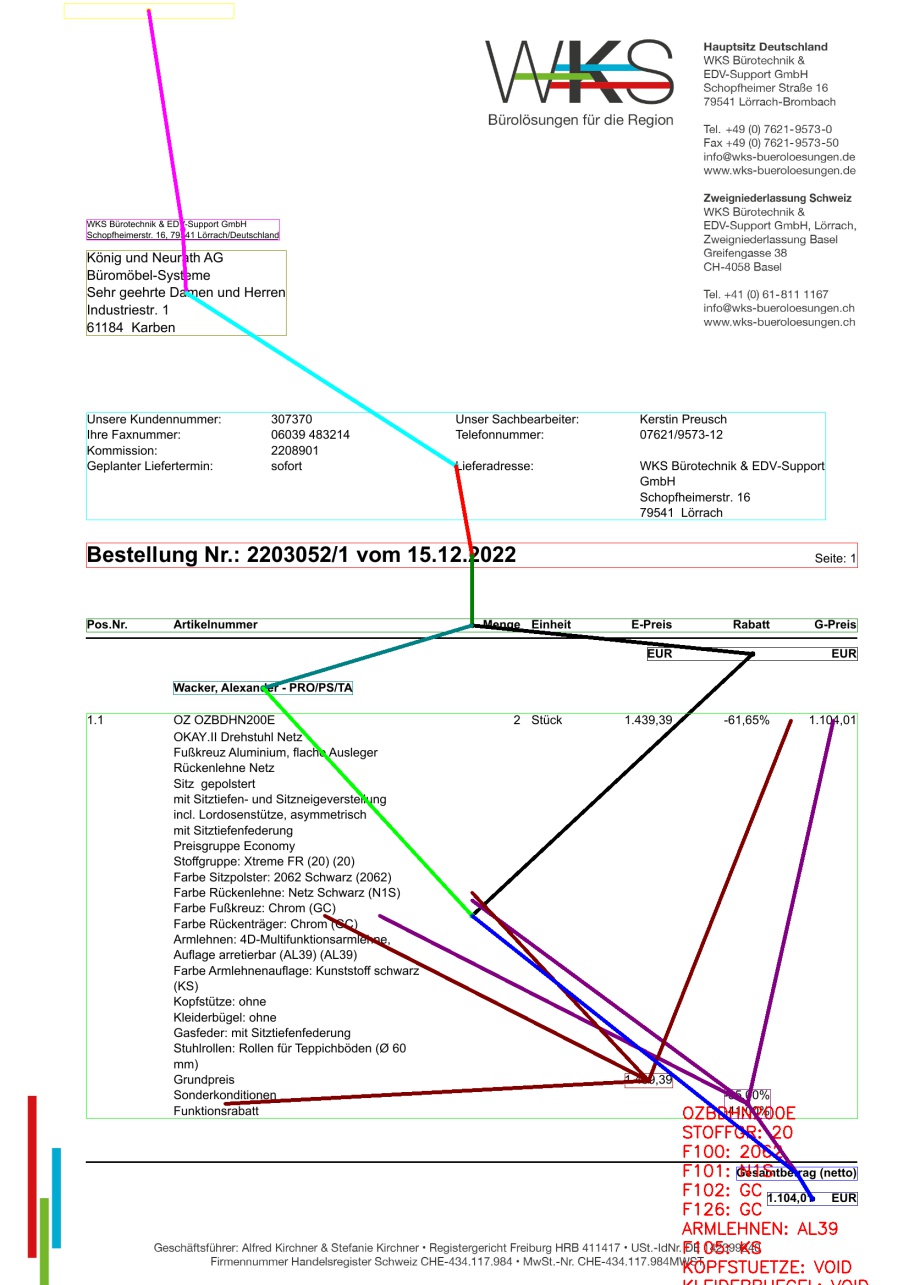 WKS
Bürolösungen für die Region
Hauptsitz Deutschland
WKS Bürotechnik &
EDV-Support GmbH
Schopfheimer Straße 16
79541 Lörrach-Brombach
Tel. +49 (0) 7621-9573-0
Fax +49 (0) 7621-9573-50
info@wks-bueroloesungen.de
www.wks-bueroloesungen.de
Zweigniederlassung Schweiz
WKS Bürotechnik &
EDV-Support GmbH, Lörrach,
Zweigniederlassung Basel
Greifengasse 38
CH-4058 Basel
Tel. +41 (0) 61-811 1167
info@wks-bueroloesungen.ch
www.wks-bueroloesungen.ch
WKS Bürotechnik & EDV-Support GmbH
Schopfheimerstr. 16, 79541 Lörrach/Deutschland
König und Neurath AG
Büromöbel-Systeme
Sehr geehrte Damen und Herren
Industriestr. 1
61184 Karben
Unsere Kundennummer: 307370 Unser Sachbearbeiter: Kerstin Preusch
Ihre Faxnummer: 06039 483214 Telefonnummer: 07621/9573-12
Kommission: 2208901
Geplanter Liefertermin: sofort Lieferadresse: WKS Bürotechnik & EDV-Support
GmbH
Schopfheimerstr. 16
79541 Lörrach
Bestellung Nr.: 2203052/1 vom 15.12.2022 Seite: 1
Pos.Nr. Artikelnummer Menge Einheit E-Preis Rabatt G-Preis
EUR EUR
Wacker, Alexander - PRO/PS/TA
1.1 OZ OZBDHN200E 2 Stück 1.439,39 -61,65% 1.104,01
OKAY.II Drehstuhl Netz
Fußkreuz Aluminium, flache Ausleger
Rückenlehne Netz
Sitz gepolstert
mit Sitztiefen- und Sitzneigeverstellung
incl. Lordosenstütze, asymmetrisch
mit Sitztiefenfederung
Preisgruppe Economy
Stoffgruppe: Xtreme FR (20) (20)
Farbe Sitzpolster: 2062 Schwarz (2062)
Farbe Rückenlehne: Netz Schwarz (N1S)
Farbe Fußkreuz: Chrom (GC)
Farbe Rückenträger: Chrom (GC)
Armlehnen: 4D-Multifunktionsarmlehne,
Auflage arretierbar (AL39) (AL39)
Farbe Armlehnenauflage: Kunststoff schwarz
(KS)
Kopfstütze: ohne
Kleiderbügel: ohne
Gasfeder: mit Sitztiefenfederung
Stuhlrollen: Rollen für Teppichböden (Ø 60
mm)
Grundpreis 1.439,39
Sonderkonditionen
Funktionsrabatt
OZBDHN200E
STOFFGR: 20
F100: 2062
F101: N1S
Gesamtbetrag (netto)
F102: GC
1.104,01 EUR
F126: GC
ARMLEHNEN: AL39
F105: KS
KOPFSTUETZE: VOID
KLEIDERBUEGEL: VOID
Geschäftsführer: Alfred Kirchner & Stefanie Kirchner • Registergericht Freiburg HRB 411417 • USt.-IdNr. DE
Firmennummer Handelsregister Schweiz CHE-434.117.984 • MwSt.-Nr. CHE-434.117.984MWST